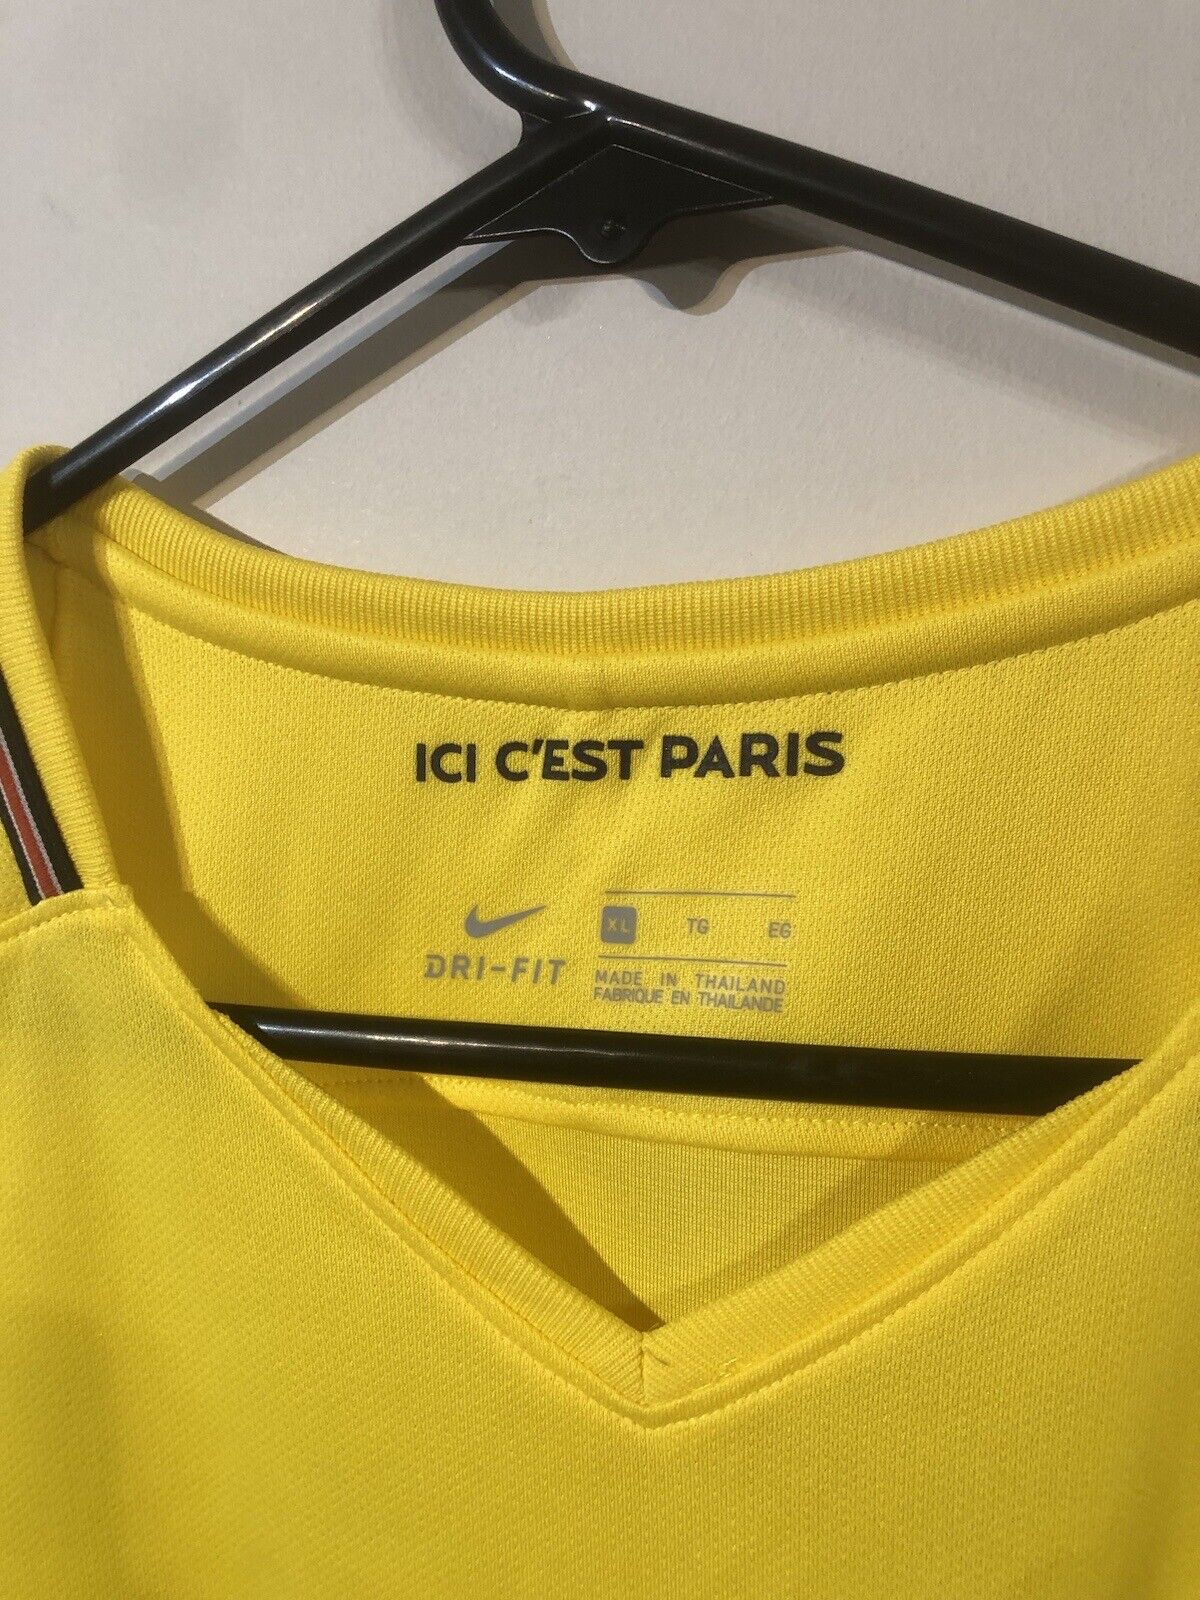 ICI C'EST PARIS
XL TG EG
DRI-FIT
MADE IN THAILAND
FABRIQUE EN THAILANDE